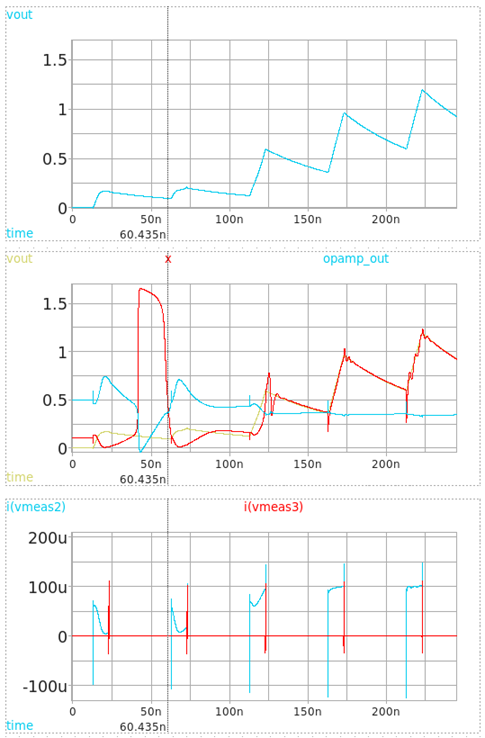 vout
1.5
1
0.5
0
0 50n 100n 150n 200n
time 60.435n
vout x opamp_out
1.5
1
0.5
0
0 50n 100n 150n 200n
time 60.435n
i(vmeas2) i(vmeas3)
200u
100u
0
-100u
0 50n 100n 150n 200n
time 60.435n